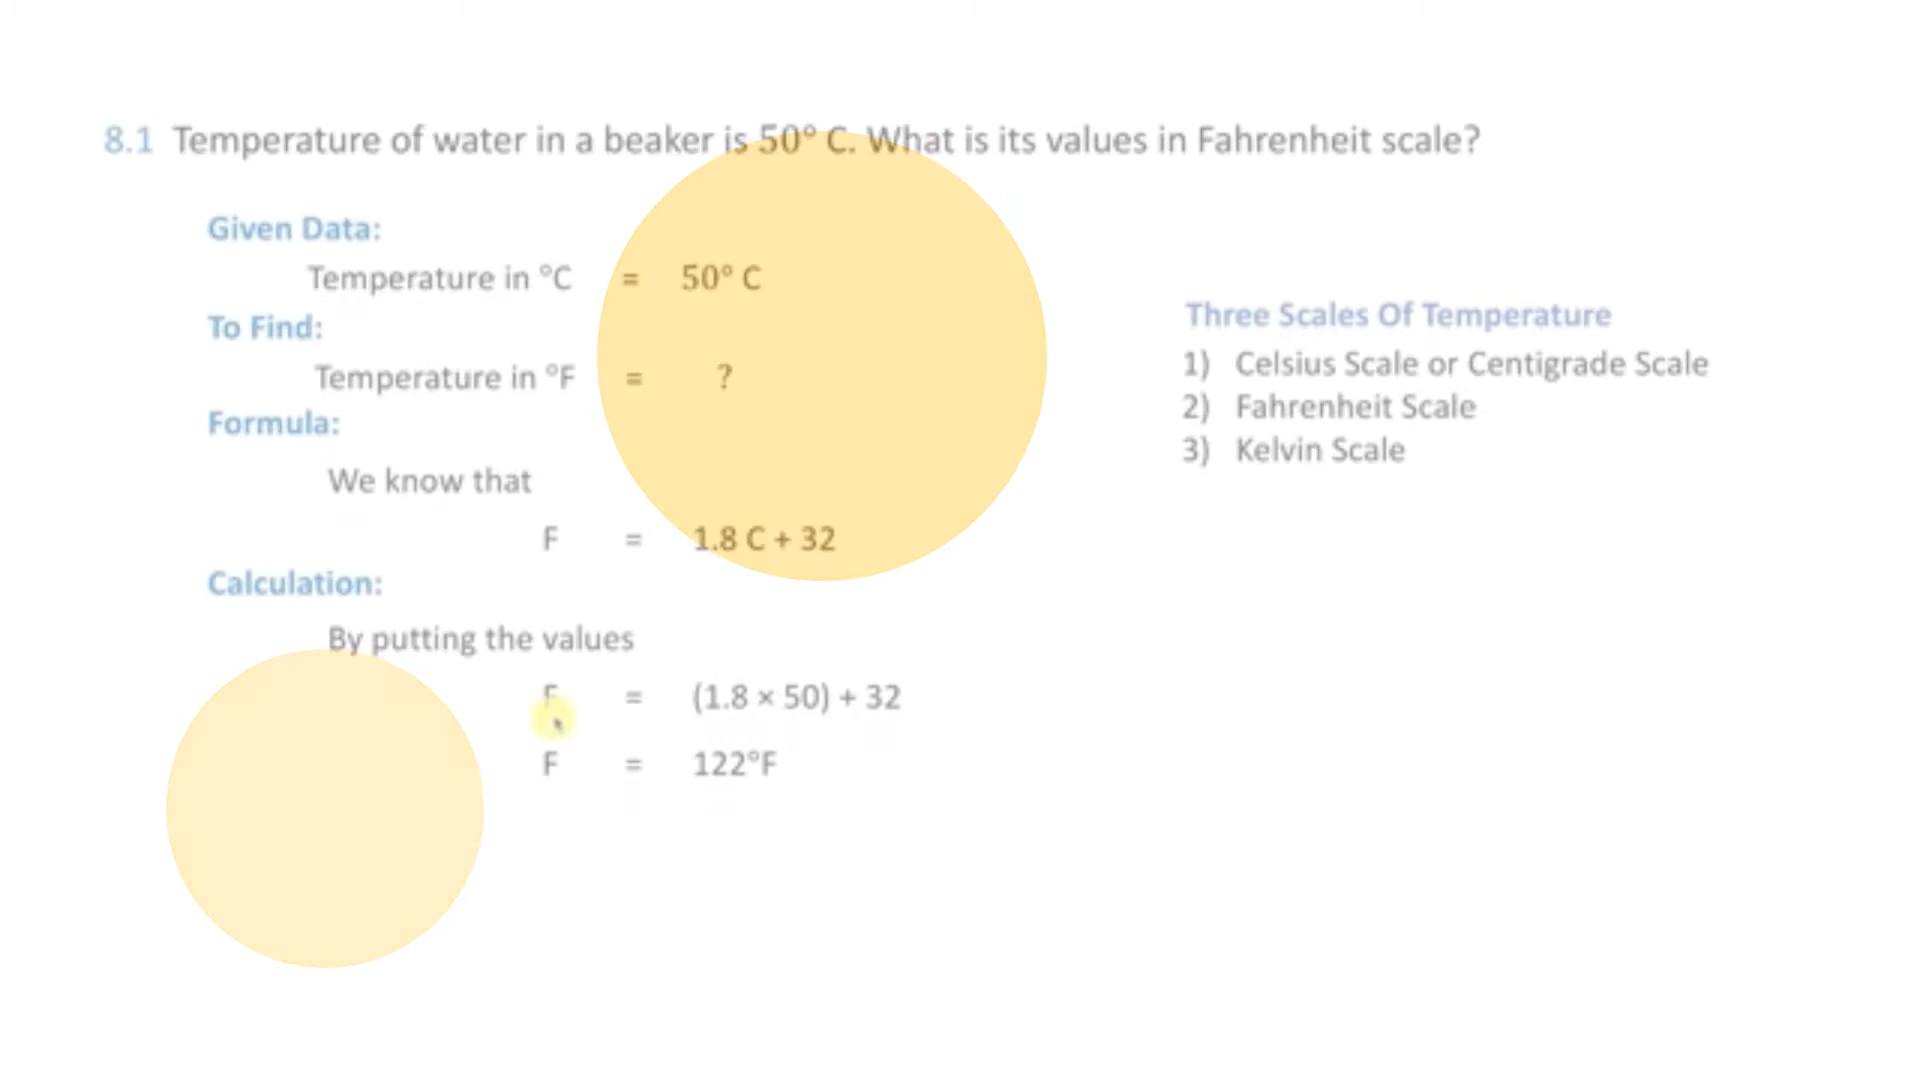 8.1 Temperature of water in a beaker is 50° C. What is its values in Fahrenheit scale?
Given Data:
Temperature in °C = 50° C
To Find:
Temperature in °F = ?
Formula:
We know that
F = 1.8 C + 32
Calculation:
By putting the values
F = (1.8 × 50) + 32
F = 122°F
Three Scales Of Temperature
1) Celsius Scale or Centigrade Scale
2) Fahrenheit Scale
3) Kelvin Scale